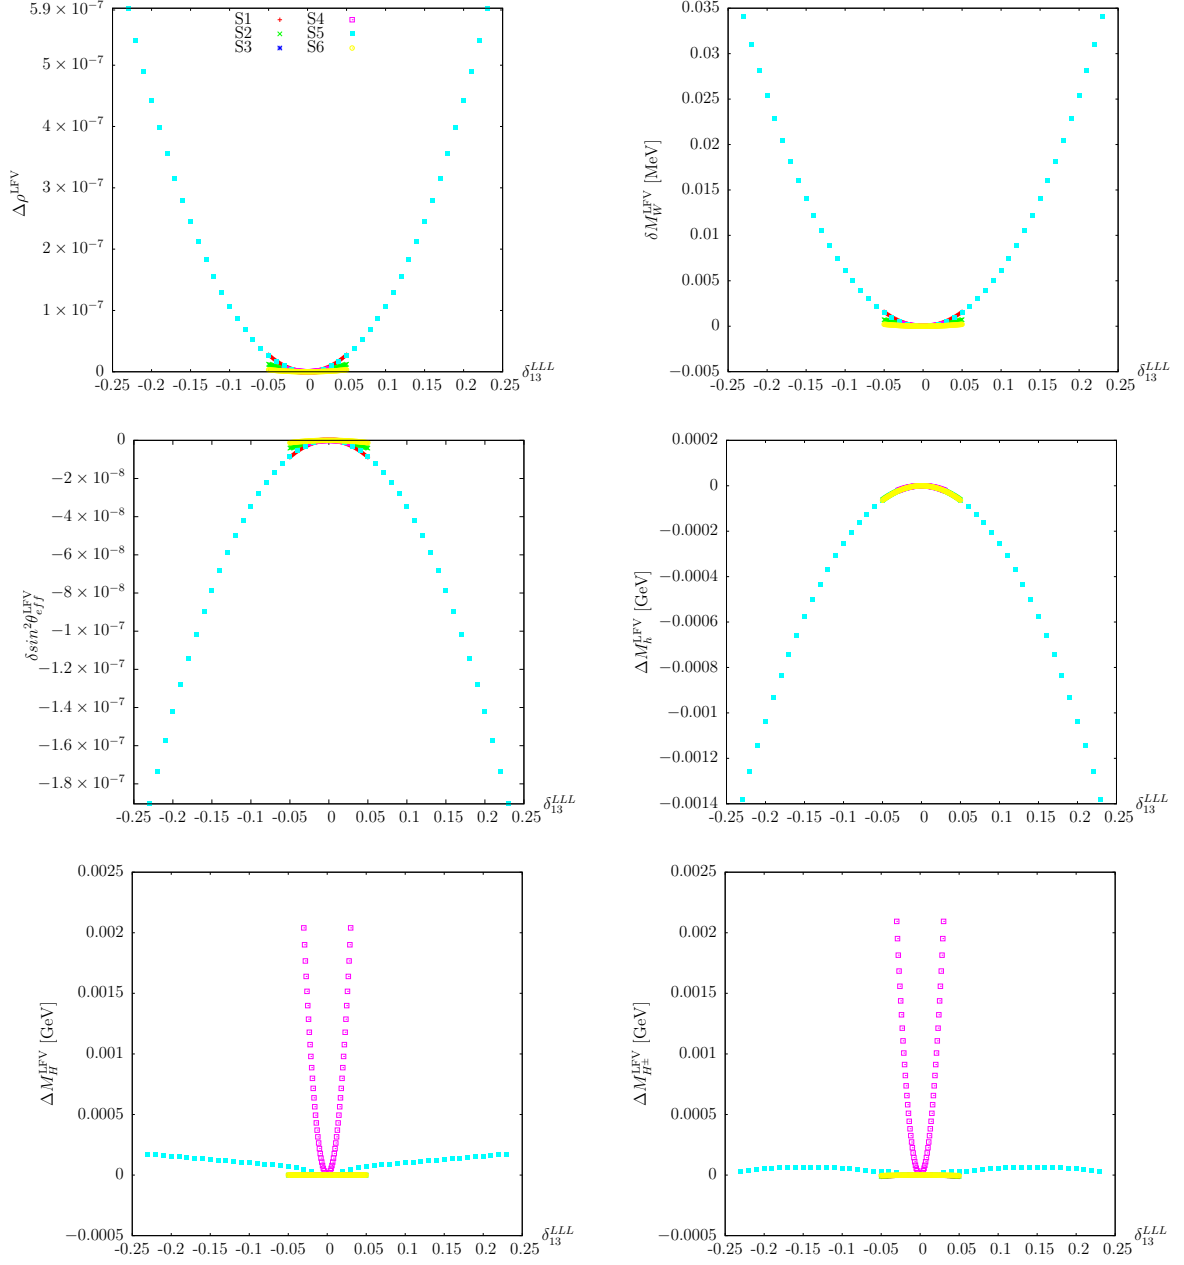 5.9 × 10⁻⁷
5 × 10⁻⁷
4 × 10⁻⁷
3 × 10⁻⁷
2 × 10⁻⁷
1 × 10⁻⁷
0
Δρ^LFV
S1 S4
S2 S5
S3 S6
-0.25 -0.2 -0.15 -0.1 -0.05 0 0.05 0.1 0.15 0.2 0.25
δ_13^LLL
0.035
0.03
0.025
0.02
0.015
0.01
0.005
0
−0.005
δM_W^LFV [MeV]
-0.25 -0.2 -0.15 -0.1 -0.05 0 0.05 0.1 0.15 0.2 0.25
δ_13^LLL
0
−2 × 10⁻⁸
−4 × 10⁻⁸
−6 × 10⁻⁸
−8 × 10⁻⁸
−1 × 10⁻⁷
−1.2 × 10⁻⁷
−1.4 × 10⁻⁷
−1.6 × 10⁻⁷
−1.8 × 10⁻⁷
δsin²θ_eff^LFV
-0.25 -0.2 -0.15 -0.1 -0.05 0 0.05 0.1 0.15 0.2 0.25
δ_13^LLL
0.0002
0
−0.0002
−0.0004
−0.0006
−0.0008
−0.001
−0.0012
−0.0014
ΔM_h^LFV [GeV]
-0.25 -0.2 -0.15 -0.1 -0.05 0 0.05 0.1 0.15 0.2 0.25
δ_13^LLL
0.0025
0.002
0.0015
0.001
0.0005
0
−0.0005
ΔM_H^LFV [GeV]
-0.25 -0.2 -0.15 -0.1 -0.05 0 0.05 0.1 0.15 0.2 0.25
δ_13^LLL
0.0025
0.002
0.0015
0.001
0.0005
0
−0.0005
ΔM_H±^LFV [GeV]
-0.25 -0.2 -0.15 -0.1 -0.05 0 0.05 0.1 0.15 0.2 0.25
δ_13^LLL